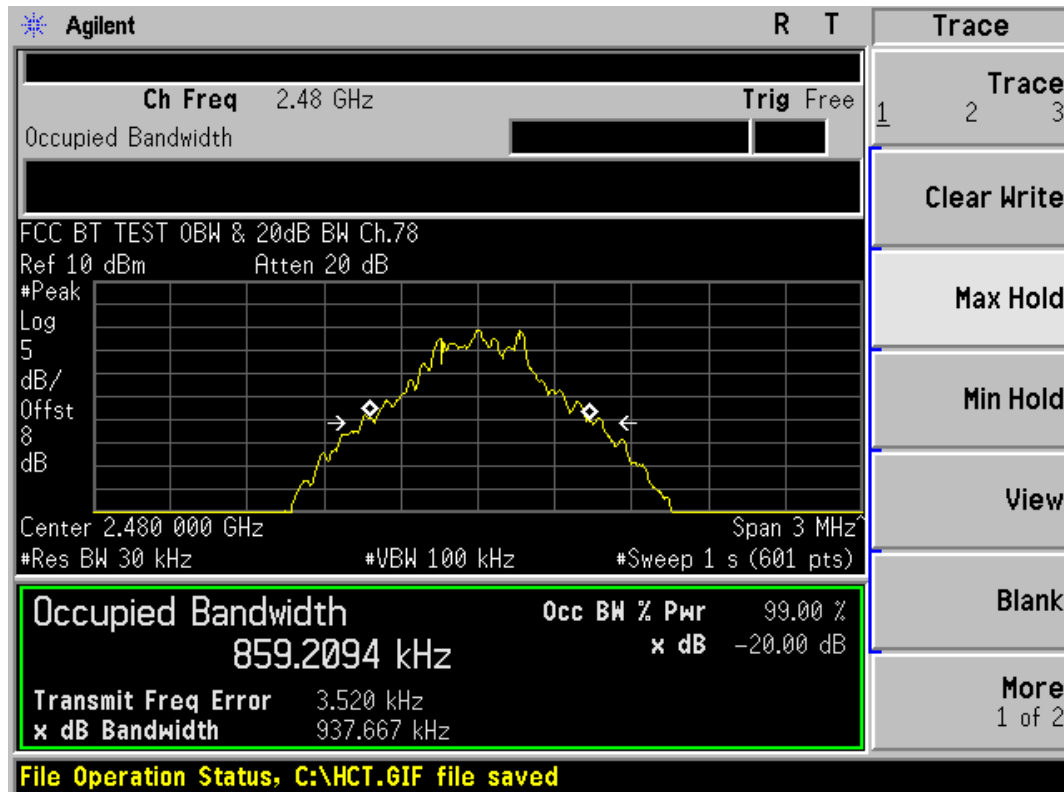 Agilent R T
Ch Freq 2.48 GHz Trig Free
Occupied Bandwidth
FCC BT TEST OBW & 20dB BW Ch.78
Ref 10 dBm Atten 20 dB
#Peak
Log
5
dB/
Offst
8
dB
Center 2.480 000 GHz Span 3 MHz^
#Res BW 30 kHz #VBW 100 kHz #Sweep 1 s (601 pts)
Occupied Bandwidth Occ BW % Pwr 99.00 %
859.2094 kHz x dB -20.00 dB
Transmit Freq Error 3.520 kHz
x dB Bandwidth 937.667 kHz
File Operation Status, C:\HCT.GIF file saved
Trace
Trace
1 2 3
Clear Write
Max Hold
Min Hold
View
Blank
More
1 of 2